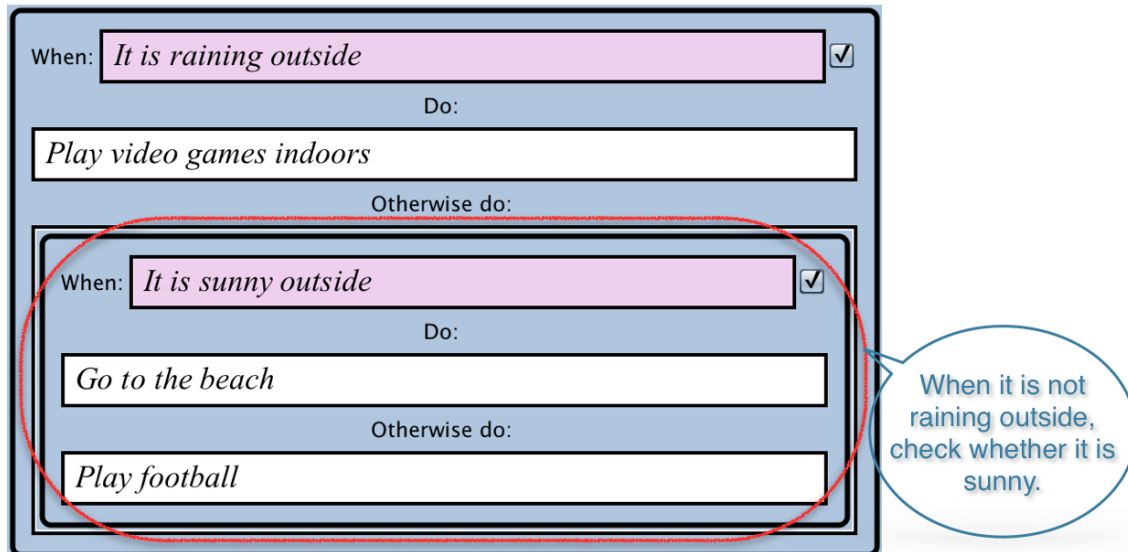 When: It is raining outside
Do:
Play video games indoors
Otherwise do:
When: It is sunny outside
Do:
Go to the beach
Otherwise do:
Play football
When it is not
raining outside,
check whether it is
sunny.